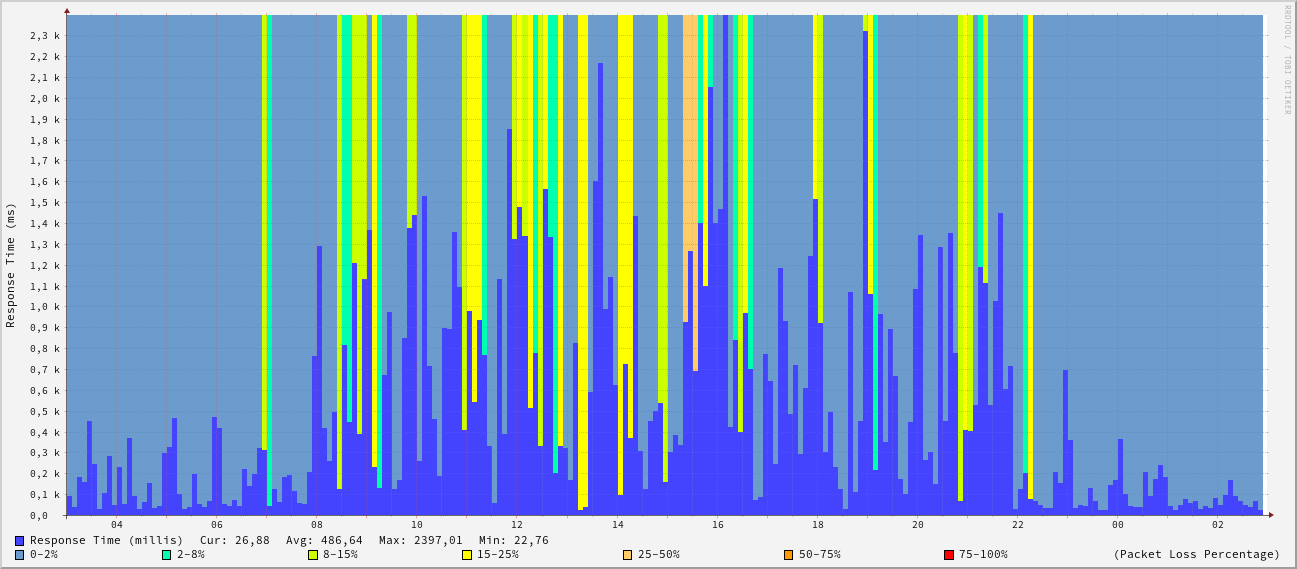 RRDTOOL / TOBI OETIKER
Response Time (ms)
2,3 k
2,2 k
2,1 k
2,0 k
1,9 k
1,8 k
1,7 k
1,6 k
1,5 k
1,4 k
1,3 k
1,2 k
1,1 k
1,0 k
0,9 k
0,8 k
0,7 k
0,6 k
0,5 k
0,4 k
0,3 k
0,2 k
0,1 k
0,0
04 06 08 10 12 14 16 18 20 22 00 02
Response Time (millis) Cur: 26,88 Avg: 486,64 Max: 2397,01 Min: 22,76
0-2% 2-8% 8-15% 15-25% 25-50% 50-75% 75-100% (Packet Loss Percentage)